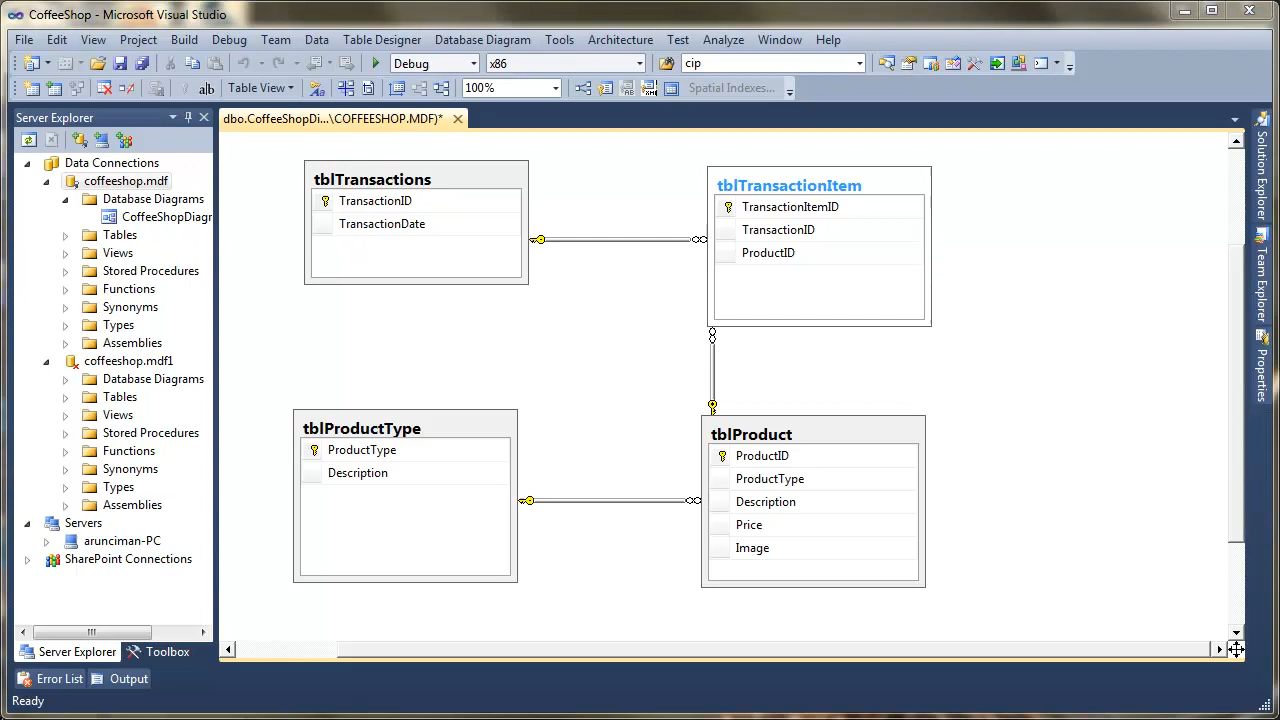 CoffeeShop - Microsoft Visual Studio
File Edit View Project Build Debug Team Data Table Designer Database Diagram Tools Architecture Test Analyze Window Help
Debug x86 cip
ab Table View 100% Spatial Indexes...
Server Explorer
dbo.CoffeeShopDi...\COFFEESHOP.MDF)*
Data Connections
coffeeshop.mdf
Database Diagrams
CoffeeShopDiagr
Tables
Views
Stored Procedures
Functions
Synonyms
Types
Assemblies
coffeeshop.mdf1
Database Diagrams
Tables
Views
Stored Procedures
Functions
Synonyms
Types
Assemblies
Servers
arunciman-PC
SharePoint Connections
Server Explorer Toolbox
tblTransactions
TransactionID
TransactionDate
tblTransactionItem
TransactionItemID
TransactionID
ProductID
tblProductType
ProductType
Description
tblProduct
ProductID
ProductType
Description
Price
Image
Solution Explorer
Team Explorer
Properties
Error List Output
Ready